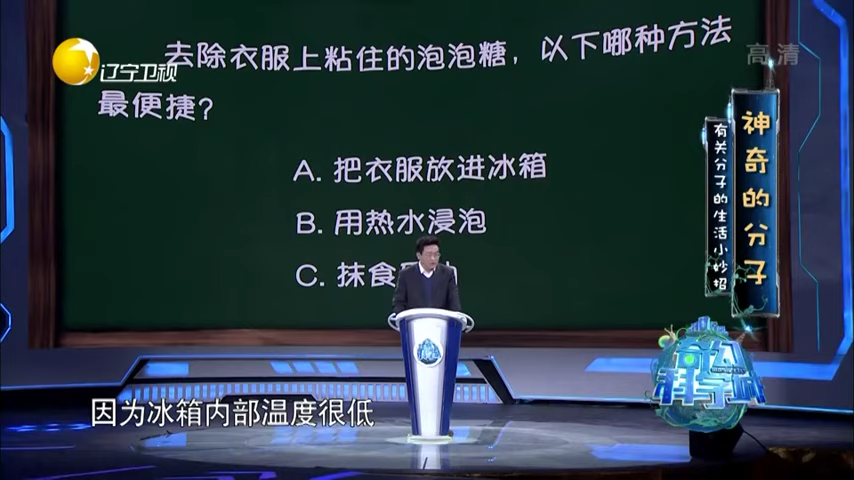 去除衣服上粘住的泡泡糖，以下哪种方法
最便捷？
A. 把衣服放进冰箱
B. 用热水浸泡
C. 抹食
辽宁卫视
高清
神奇的分子
有关分子的生活小妙招
因为冰箱内部温度很低